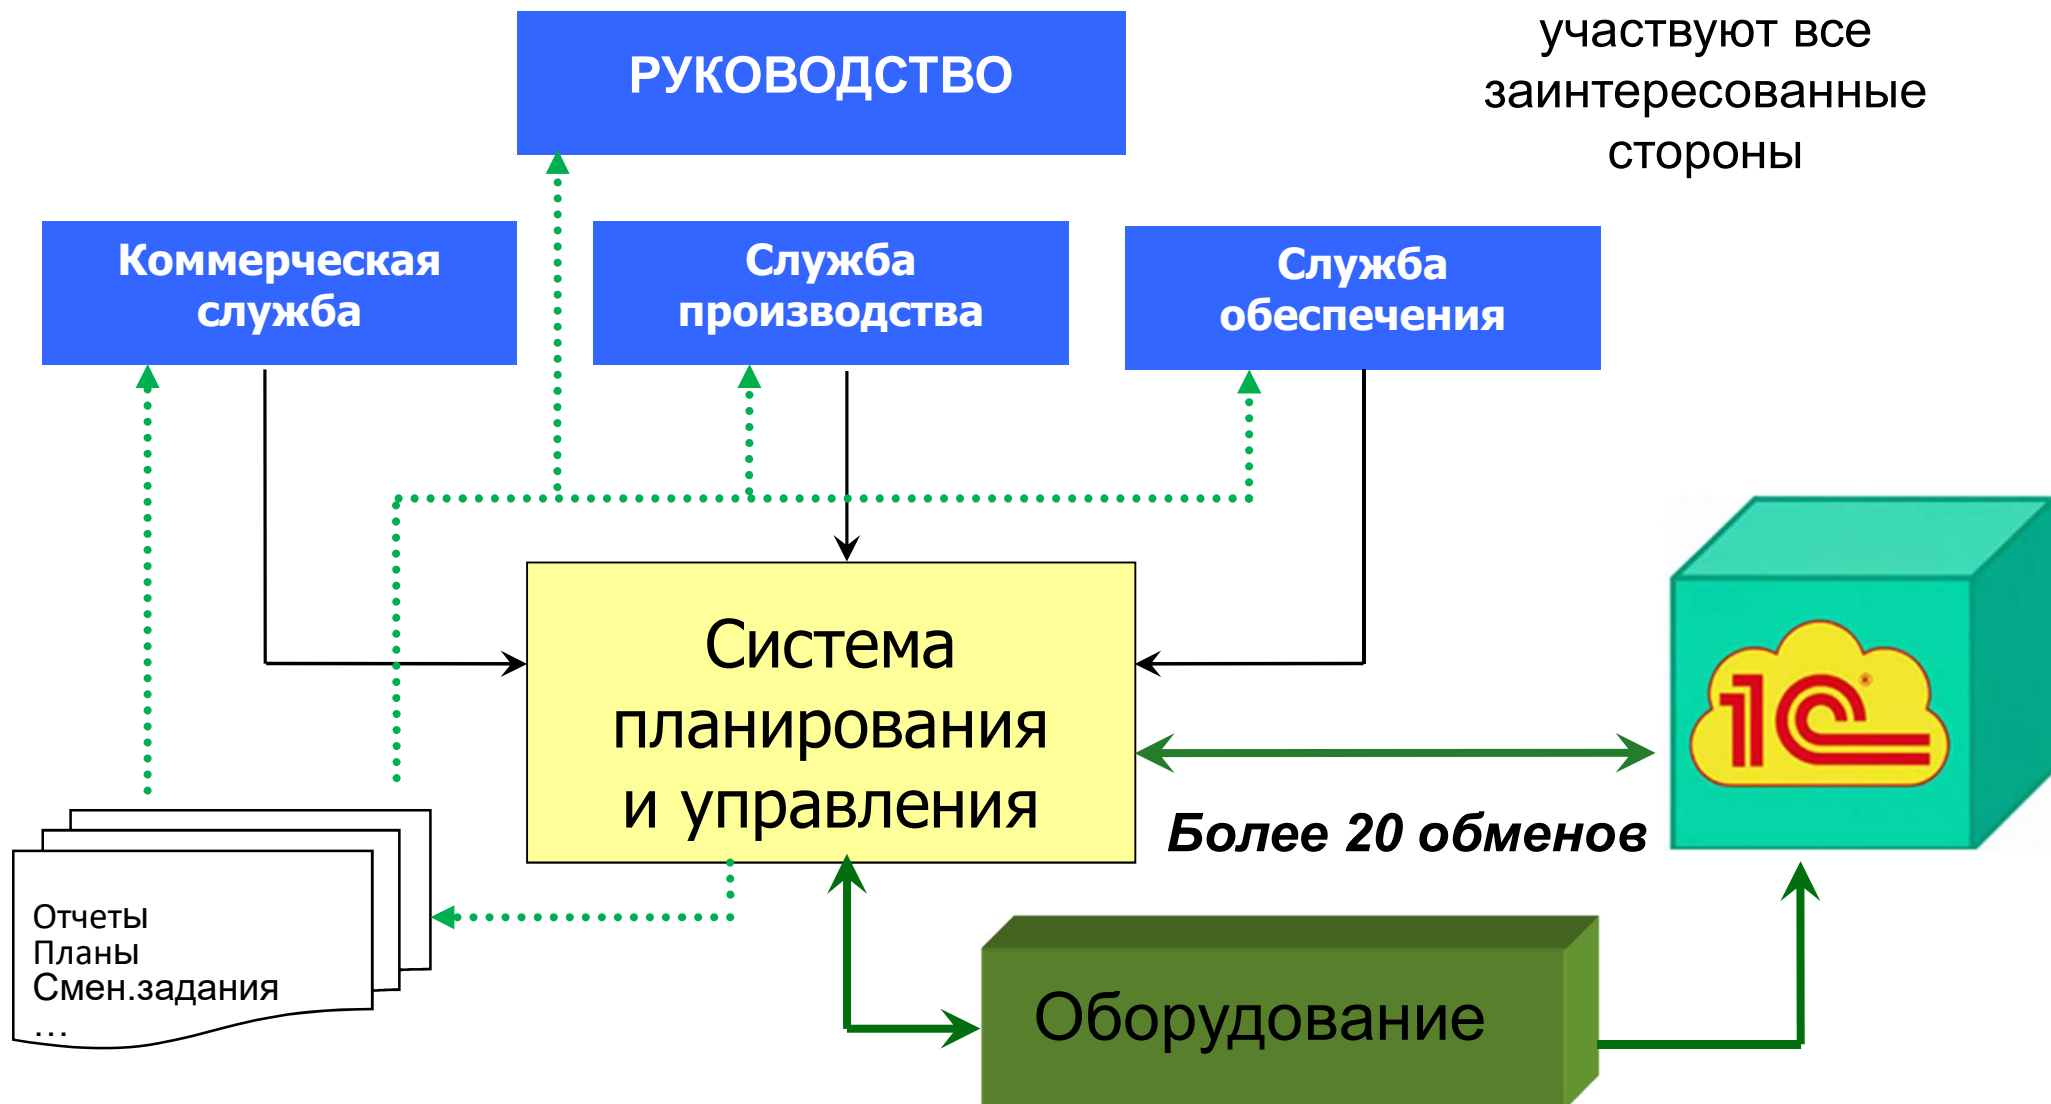 участвуют все
заинтересованные
стороны
РУКОВОДСТВО
Коммерческая
служба
Служба
производства
Служба
обеспечения
Система
планирования
и управления
1С®
Более 20 обменов
Отчеты
Планы
Смен.задания
...
Оборудование